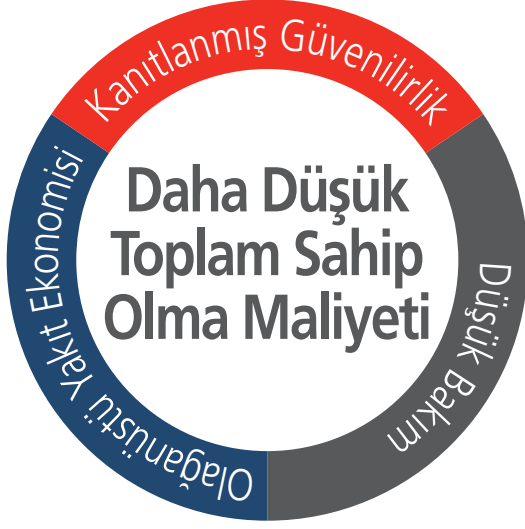 Kanıtlanmış Güvenilirlik
Daha Düşük
Toplam Sahip
Olma Maliyeti
Olağanüstü Yakıt Ekonomisi
Düşük Bakım